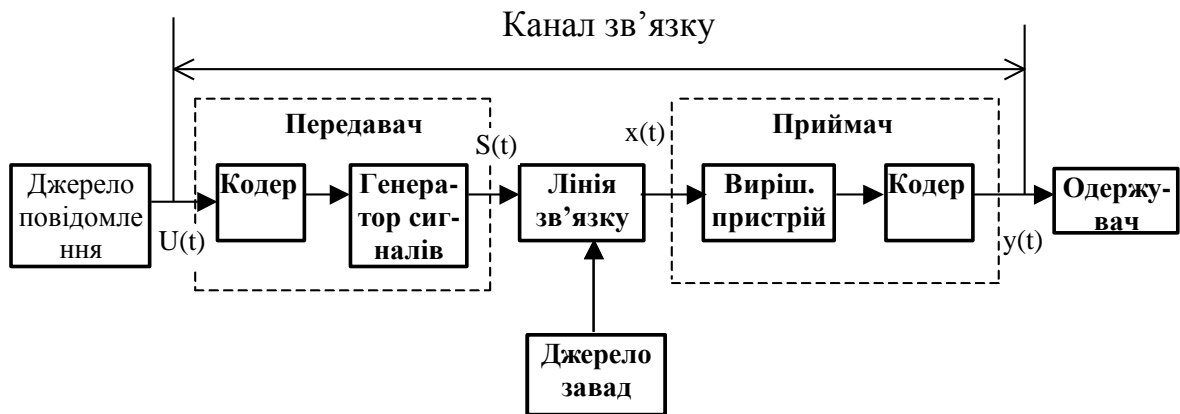 Канал зв’язку
Передавач
Приймач
S(t)
x(t)
Джерело
повідомле
ння
U(t)
Кодер
Генера-
тор сиг-
налів
Лінія
зв’язку
Виріш.
пристрій
Кодер
y(t)
Одержу-
вач
Джерело
завад